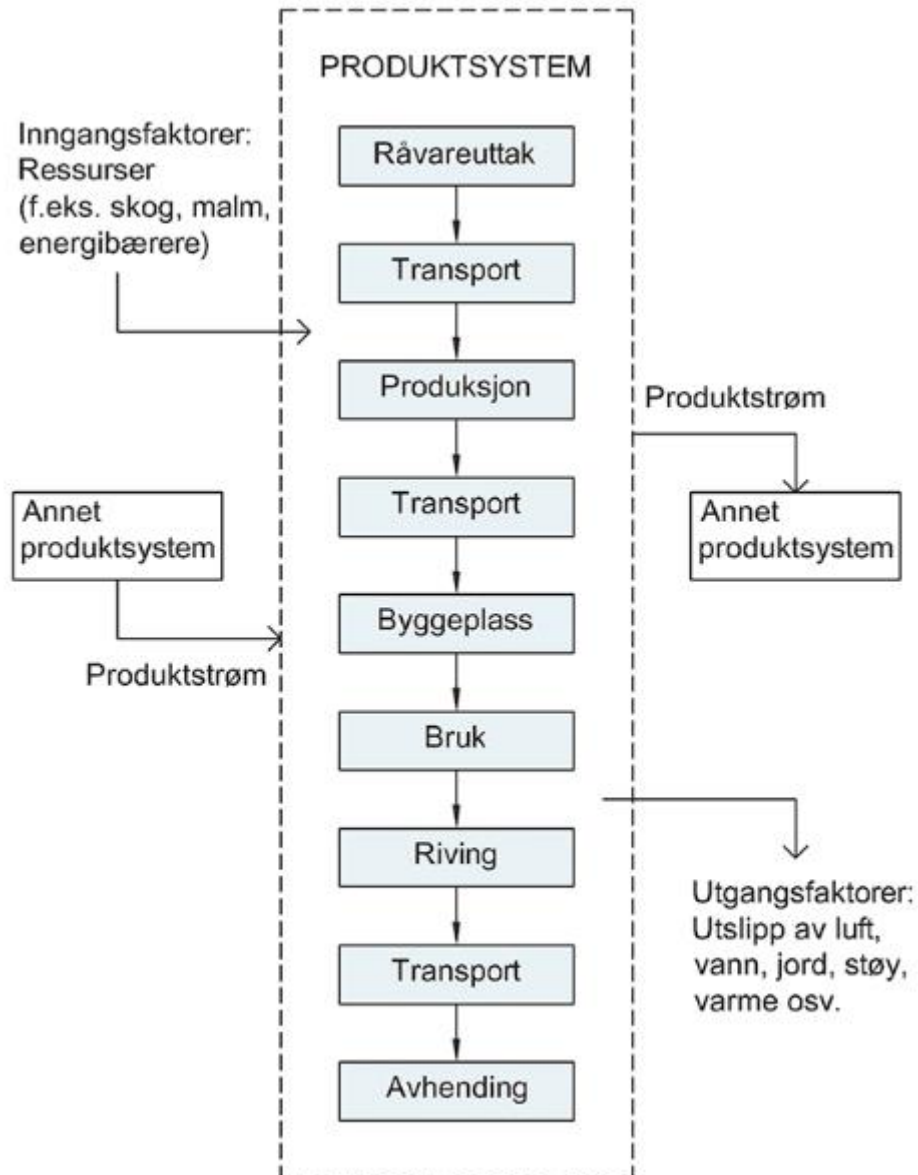 PRODUKTSYSTEM
Inngangsfaktorer:
Ressurser
(f.eks. skog, malm,
energibærere)
Råvareuttak
Transport
Produksjon
Produktstrøm
Transport
Annet
produktsystem
Annet
produktsystem
Byggeplass
Produktstrøm
Bruk
Riving
Utgangsfaktorer:
Utslipp av luft,
vann, jord, støy,
varme osv.
Transport
Avhending